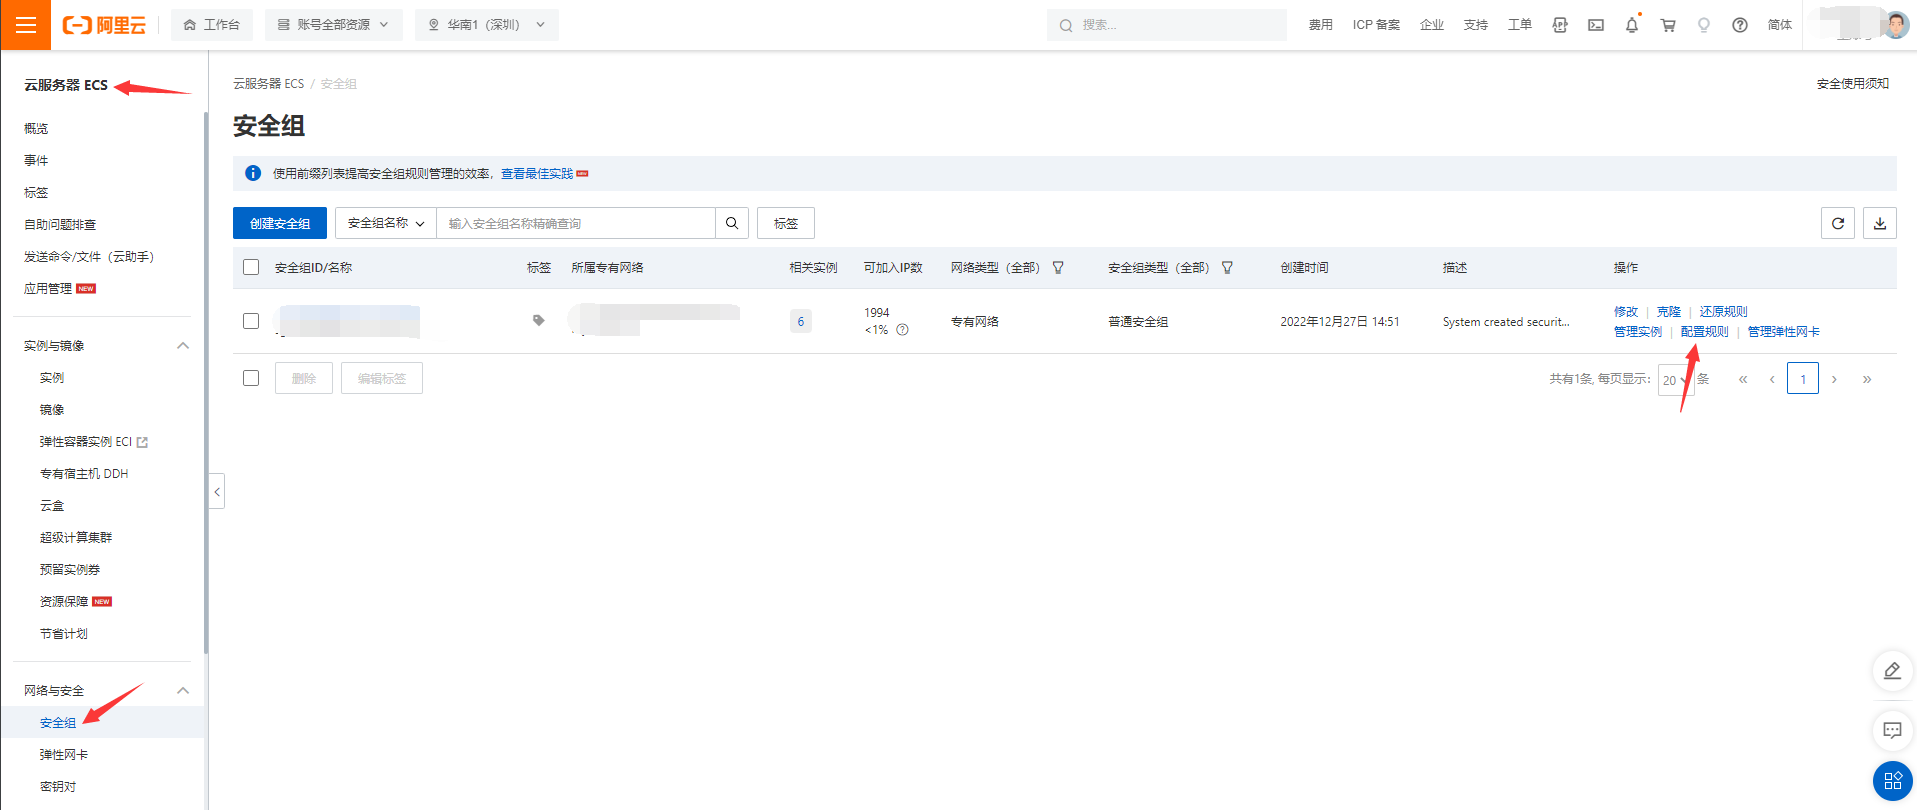 阿里云
工作台
账号全部资源
华南1（深圳）
搜索...
费用
ICP 备案
企业
支持
工单
简体
云服务器 ECS
概览
事件
标签
自助问题排查
发送命令/文件（云助手）
应用管理 NEW
实例与镜像
实例
镜像
弹性容器实例 ECI
专有宿主机 DDH
云盒
超级计算集群
预留实例券
资源保障 NEW
节省计划
网络与安全
安全组
弹性网卡
密钥对
云服务器 ECS / 安全组
安全使用须知
安全组
使用前缀列表提高安全组规则管理的效率，查看最佳实践 NEW
创建安全组
安全组名称
输入安全组名称精确查询
标签
安全组ID/名称
标签
所属专有网络
相关实例
可加入IP数
网络类型（全部）
安全组类型（全部）
创建时间
描述
操作
6
1994
<1%
专有网络
普通安全组
2022年12月27日 14:51
System created securit...
修改 | 克隆 | 还原规则
管理实例 | 配置规则 | 管理弹性网卡
删除
编辑标签
共有1条, 每页显示：
20
条
« ‹ 1 › »